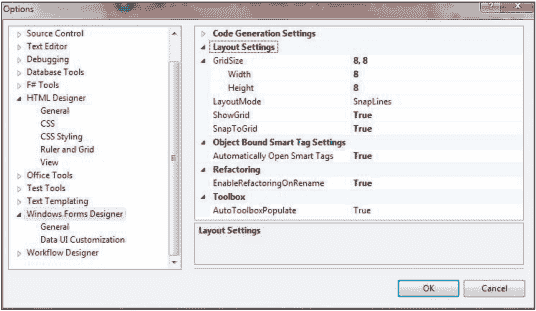 Options
Source Control
Text Editor
Debugging
Database Tools
F# Tools
HTML Designer
General
CSS
CSS Styling
Ruler and Grid
View
Office Tools
Test Tools
Text Templating
Windows Forms Designer
General
Data UI Customization
Workflow Designer
Code Generation Settings
Layout Settings
GridSize 8, 8
Width 8
Height 8
LayoutMode SnapLines
ShowGrid True
SnapToGrid True
Object Bound Smart Tag Settings
Automatically Open Smart Tags True
Refactoring
EnableRefactoringOnRename True
Toolbox
AutoToolboxPopulate True
Layout Settings
OK Cancel